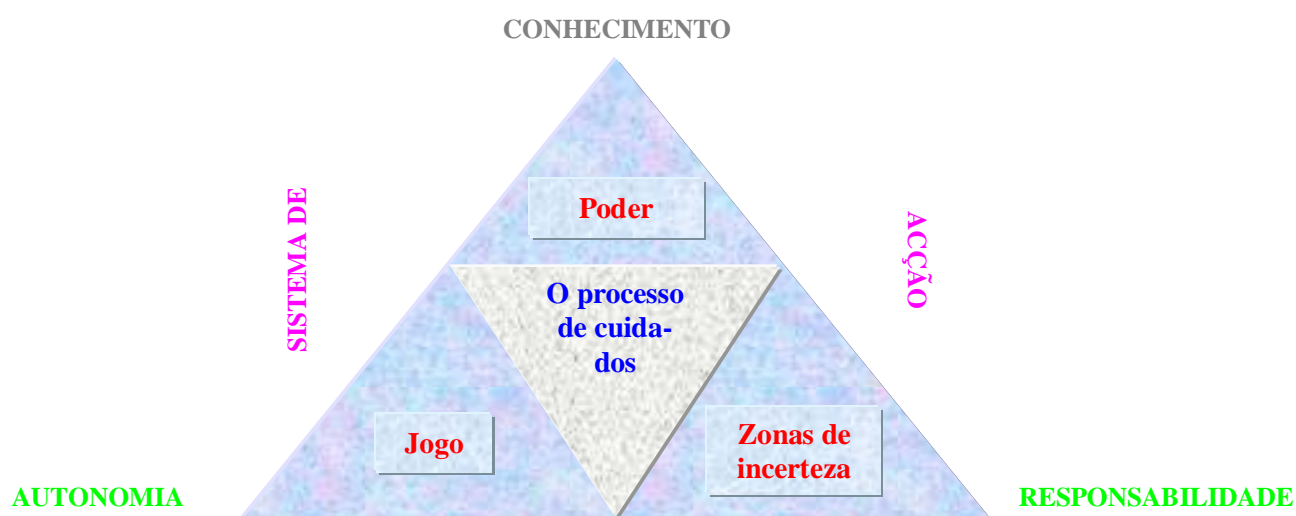 CONHECIMENTO
SISTEMA DE
ACÇÃO
Poder
O processo
de cuida-
dos
Jogo
Zonas de
incerteza
AUTONOMIA
RESPONSABILIDADE